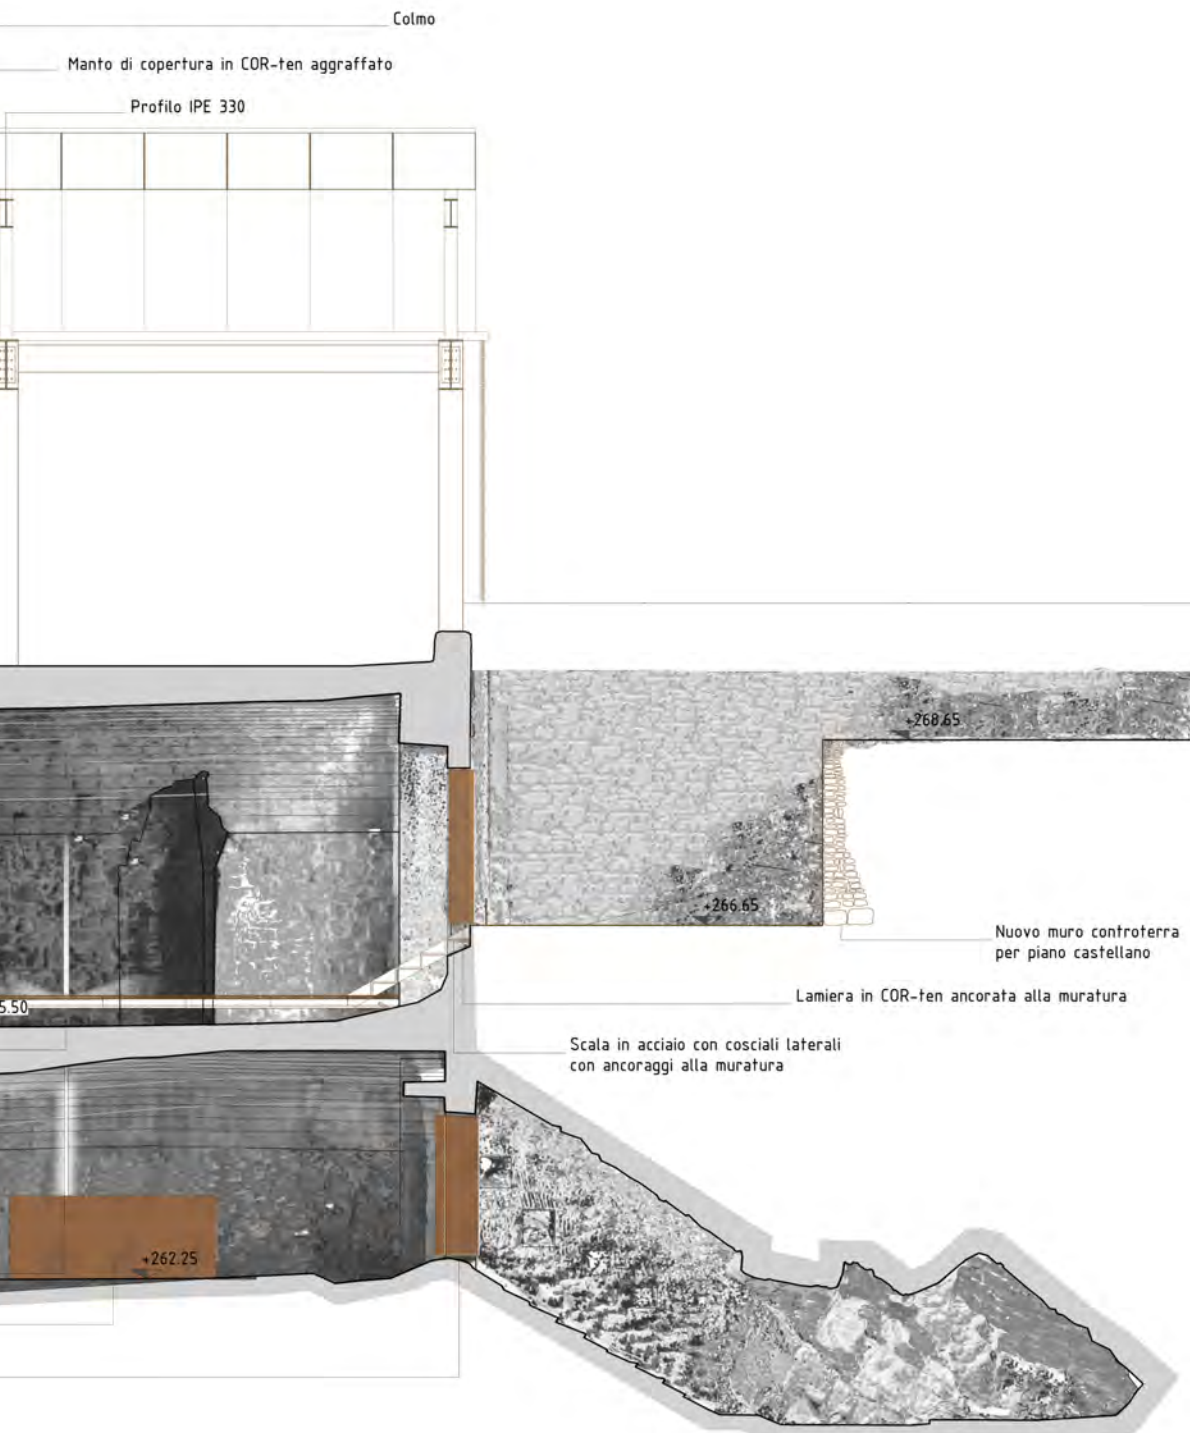 Colmo
Manto di copertura in COR-ten aggraffato
Profilo IPE 330
+268.65
+266.65
Nuovo muro controterra
per piano castellano
Lamiera in COR-ten ancorata alla muratura
5.50
Scala in acciaio con cosciali laterali
con ancoraggi alla muratura
+262.25